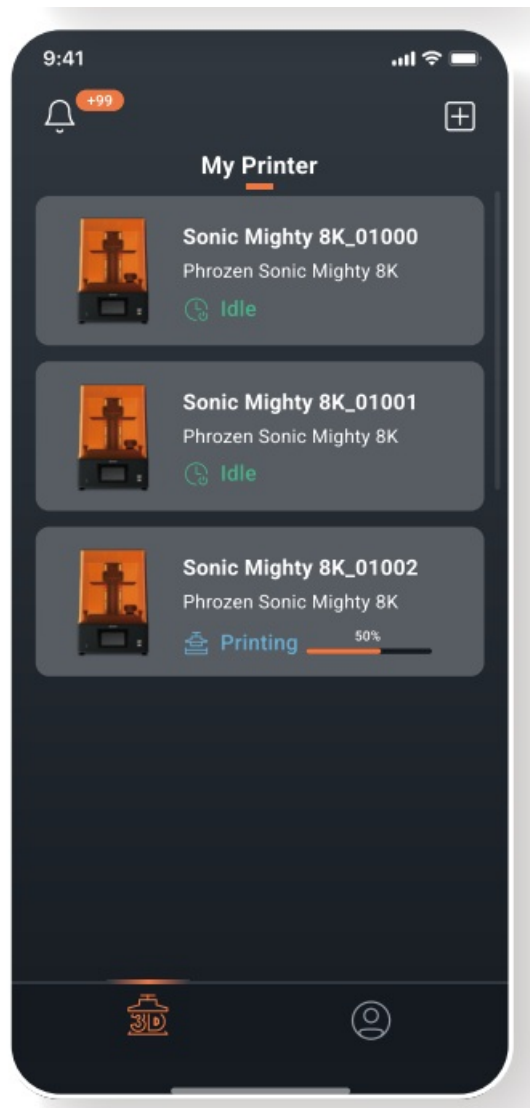 9:41
+99
My Printer
Sonic Mighty 8K_01000
Phrozen Sonic Mighty 8K
Idle
Sonic Mighty 8K_01001
Phrozen Sonic Mighty 8K
Idle
Sonic Mighty 8K_01002
Phrozen Sonic Mighty 8K
Printing 50%
3D